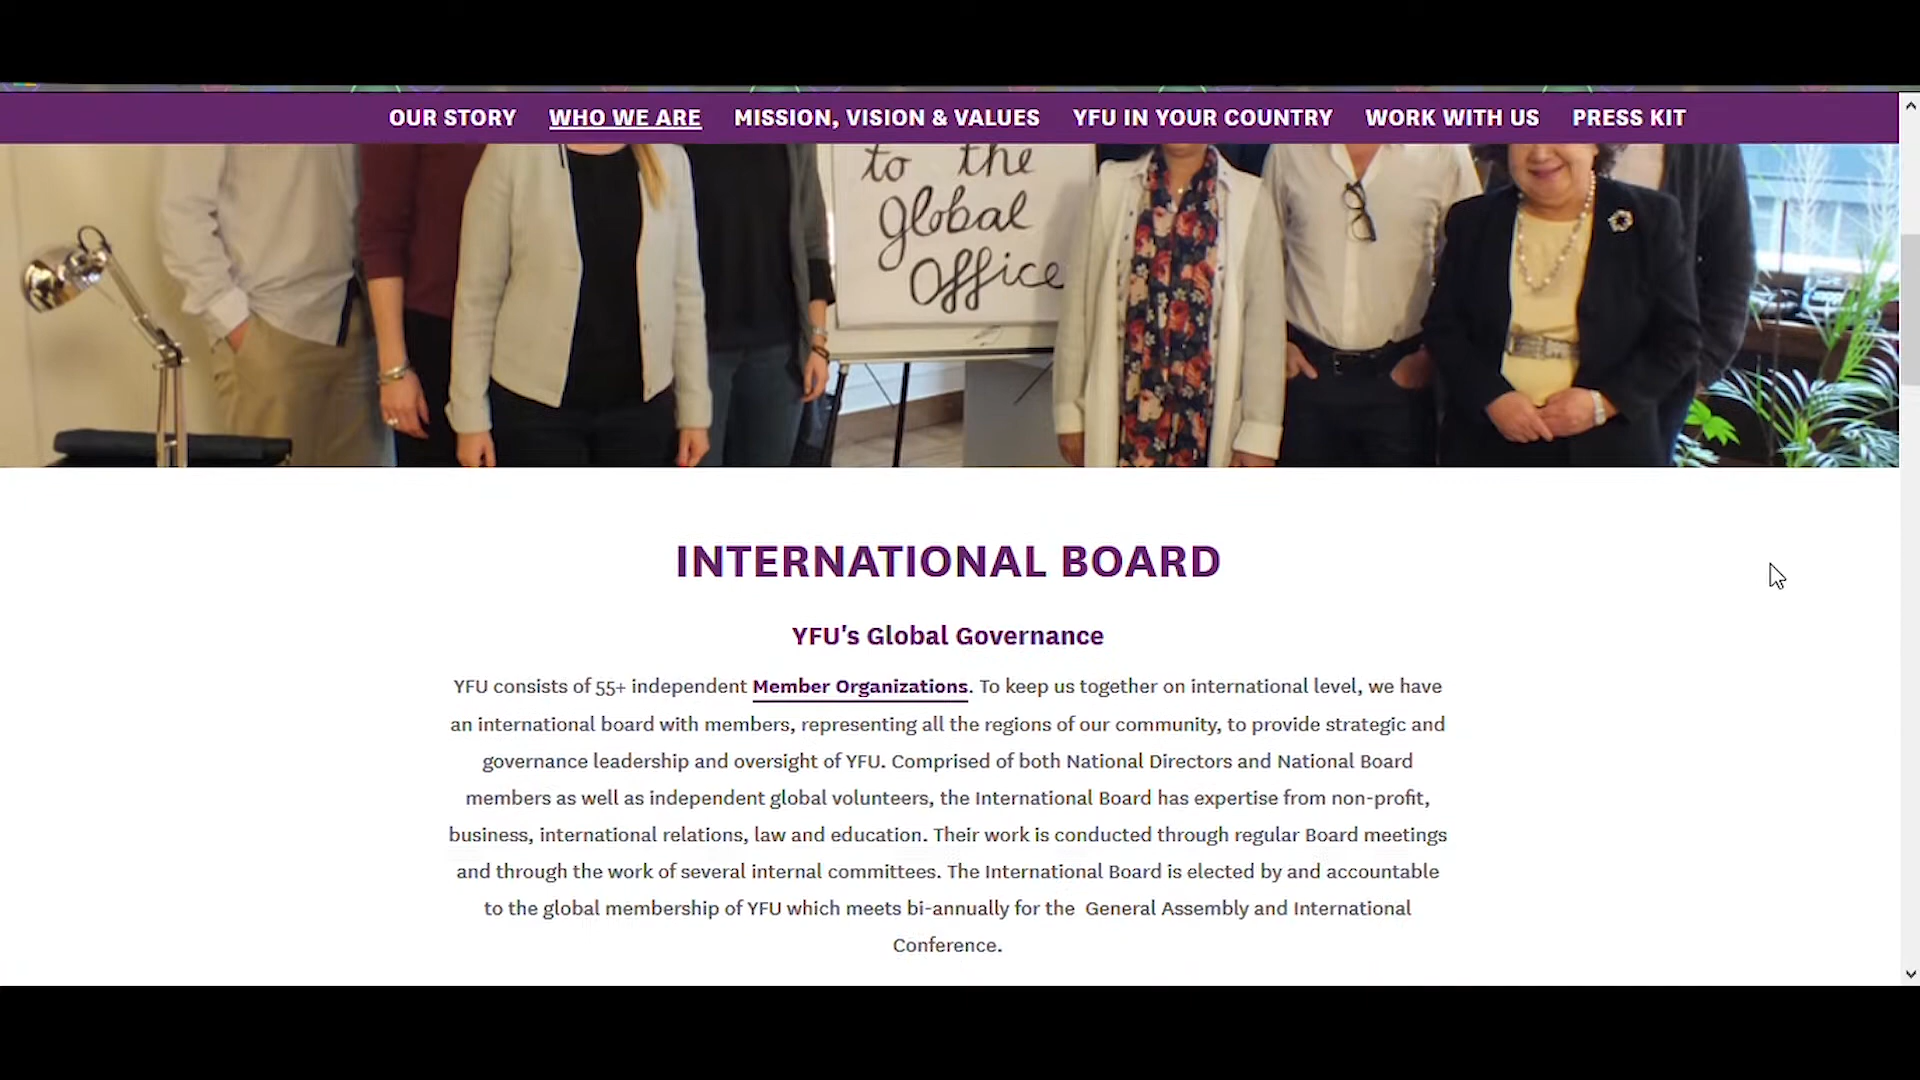 OUR STORY WHO WE ARE MISSION, VISION & VALUES YFU IN YOUR COUNTRY WORK WITH US PRESS KIT
to the
global
Office
INTERNATIONAL BOARD
YFU's Global Governance
YFU consists of 55+ independent Member Organizations. To keep us together on international level, we have
an international board with members, representing all the regions of our community, to provide strategic and
governance leadership and oversight of YFU. Comprised of both National Directors and National Board
members as well as independent global volunteers, the International Board has expertise from non-profit,
business, international relations, law and education. Their work is conducted through regular Board meetings
and through the work of several internal committees. The International Board is elected by and accountable
to the global membership of YFU which meets bi-annually for the General Assembly and International
Conference.